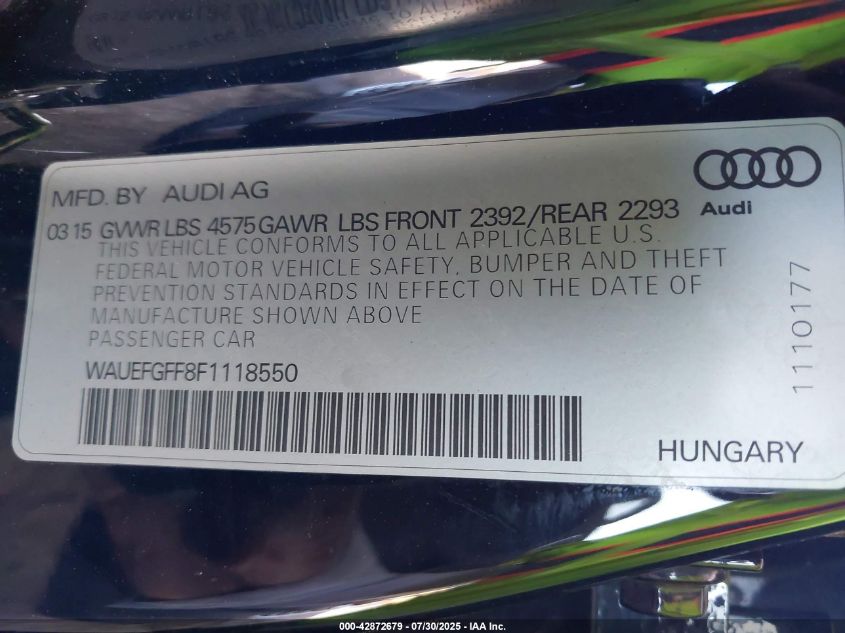 MFD. BY AUDI AG
03 15 GVWR LBS 4575 GAWR LBS FRONT 2392/REAR 2293
Audi
THIS VEHICLE CONFORMS TO ALL APPLICABLE U.S.
FEDERAL MOTOR VEHICLE SAFETY, BUMPER AND THEFT
PREVENTION STANDARDS IN EFFECT ON THE DATE OF
MANUFACTURE SHOWN ABOVE
PASSENGER CAR
1110177
WAUEFGFF8F1118550
HUNGARY
000-42872679 | 07/30/2025 - IAA Inc.